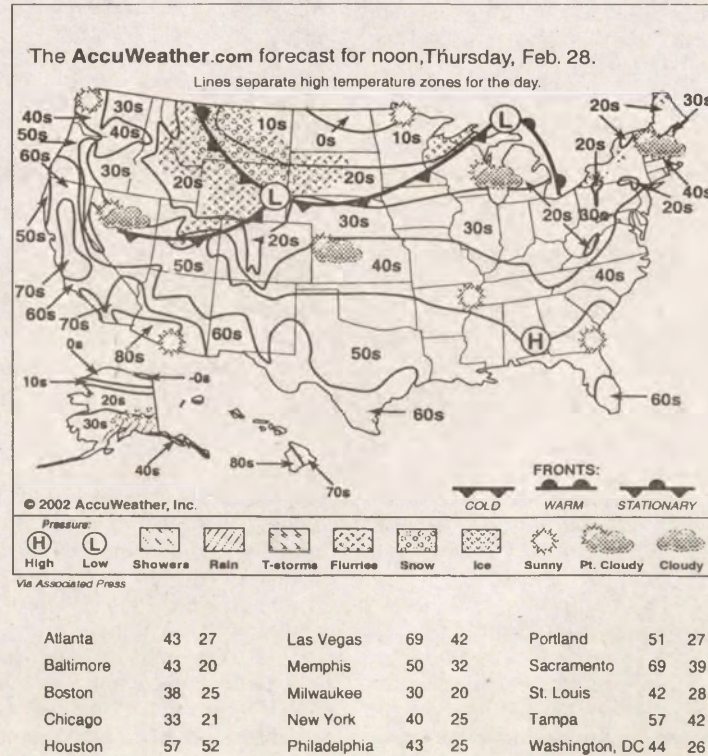 The AccuWeather.com forecast for noon, Thursday, Feb. 28.
Lines separate high temperature zones for the day.
40s
50s
60s
30s
40s
30s
20s
10s
0s
10s
20s
L
L
20s
20s
30s
20s
30s
40s
20s
50s
70s
60s
70s
80s
50s
20s
30s
40s
30s
20s
40s
60s
50s
H
60s
60s
0s
-0s
10s
20s
30s
40s
80s
70s
FRONTS:
COLD WARM STATIONARY
© 2002 AccuWeather, Inc.
Pressure:
H L
High Low Showers Rain T-storms Flurries Snow Ice Sunny Pt. Cloudy Cloudy
Via Associated Press
Atlanta 43 27 Las Vegas 69 42 Portland 51 27
Baltimore 43 20 Memphis 50 32 Sacramento 69 39
Boston 38 25 Milwaukee 30 20 St. Louis 42 28
Chicago 33 21 New York 40 25 Tampa 57 42
Houston 57 52 Philadelphia 43 25 Washington, DC 44 26